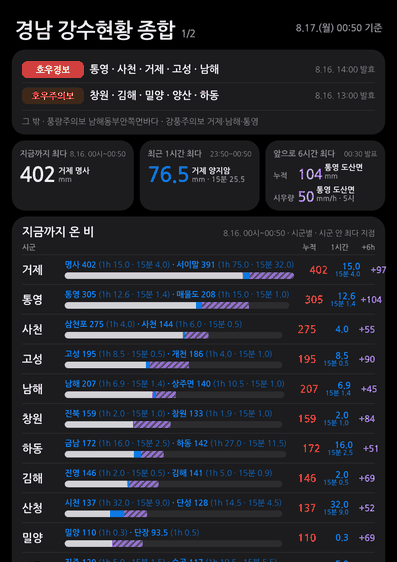 경남 강수현황 종합 1/2
8.17.(월) 00:50 기준
호우경보 통영 · 사천 · 거제 · 고성 · 남해 8.16. 14:00 발효
호우주의보 창원 · 김해 · 밀양 · 양산 · 하동 8.16. 13:00 발효
그 밖 · 풍랑주의보 남해동부안쪽먼바다 · 강풍주의보 거제·남해·통영
지금까지 최다 8.16. 00시~00:50
402 거제 명사
mm
최근 1시간 최다 23:50~00:50
76.5 거제 양지암
mm · 15분 25.5
앞으로 6시간 최다 00:30 발표
누적 104 통영 도산면
mm
시우량 50 통영 도산면
mm/h · 5시
지금까지 온 비
8.16. 00시~00:50 · 시군별 · 시군 안 최다 지점
시군 누적 1시간 +6h
거제 명사 402 (1h 15.0 · 15분 4.0) · 서이말 391 (1h 75.0 · 15분 32.0) 402 15.0 +97
15분 4.0
통영 통영 305 (1h 12.6 · 15분 1.4) · 매물도 208 (1h 15.0 · 15분 1.0) 305 12.6 +104
15분 1.4
사천 삼천포 275 (1h 4.0) · 사천 144 (1h 6.0 · 15분 0.5) 275 4.0 +55
고성 고성 195 (1h 8.5 · 15분 0.5) · 개천 186 (1h 4.0 · 15분 1.0) 195 8.5 +90
15분 0.5
남해 남해 207 (1h 6.9 · 15분 1.4) · 상주면 140 (1h 10.5 · 15분 1.0) 207 6.9 +45
15분 1.4
창원 진북 159 (1h 2.0 · 15분 1.0) · 창원 133 (1h 1.9 · 15분 1.0) 159 2.0 +84
15분 1.0
하동 금남 172 (1h 16.0 · 15분 2.5) · 하동 142 (1h 27.0 · 15분 11.5) 172 16.0 +51
15분 2.5
김해 진영 146 (1h 2.0 · 15분 0.5) · 김해 141 (1h 5.0 · 15분 0.9) 146 2.0 +69
15분 0.5
산청 시천 137 (1h 32.0 · 15분 9.0) · 단성 128 (1h 14.5 · 15분 4.5) 137 32.0 +52
15분 9.0
밀양 밀양 110 (1h 0.3) · 단장 93.5 (1h 0.5) 110 0.3 +69